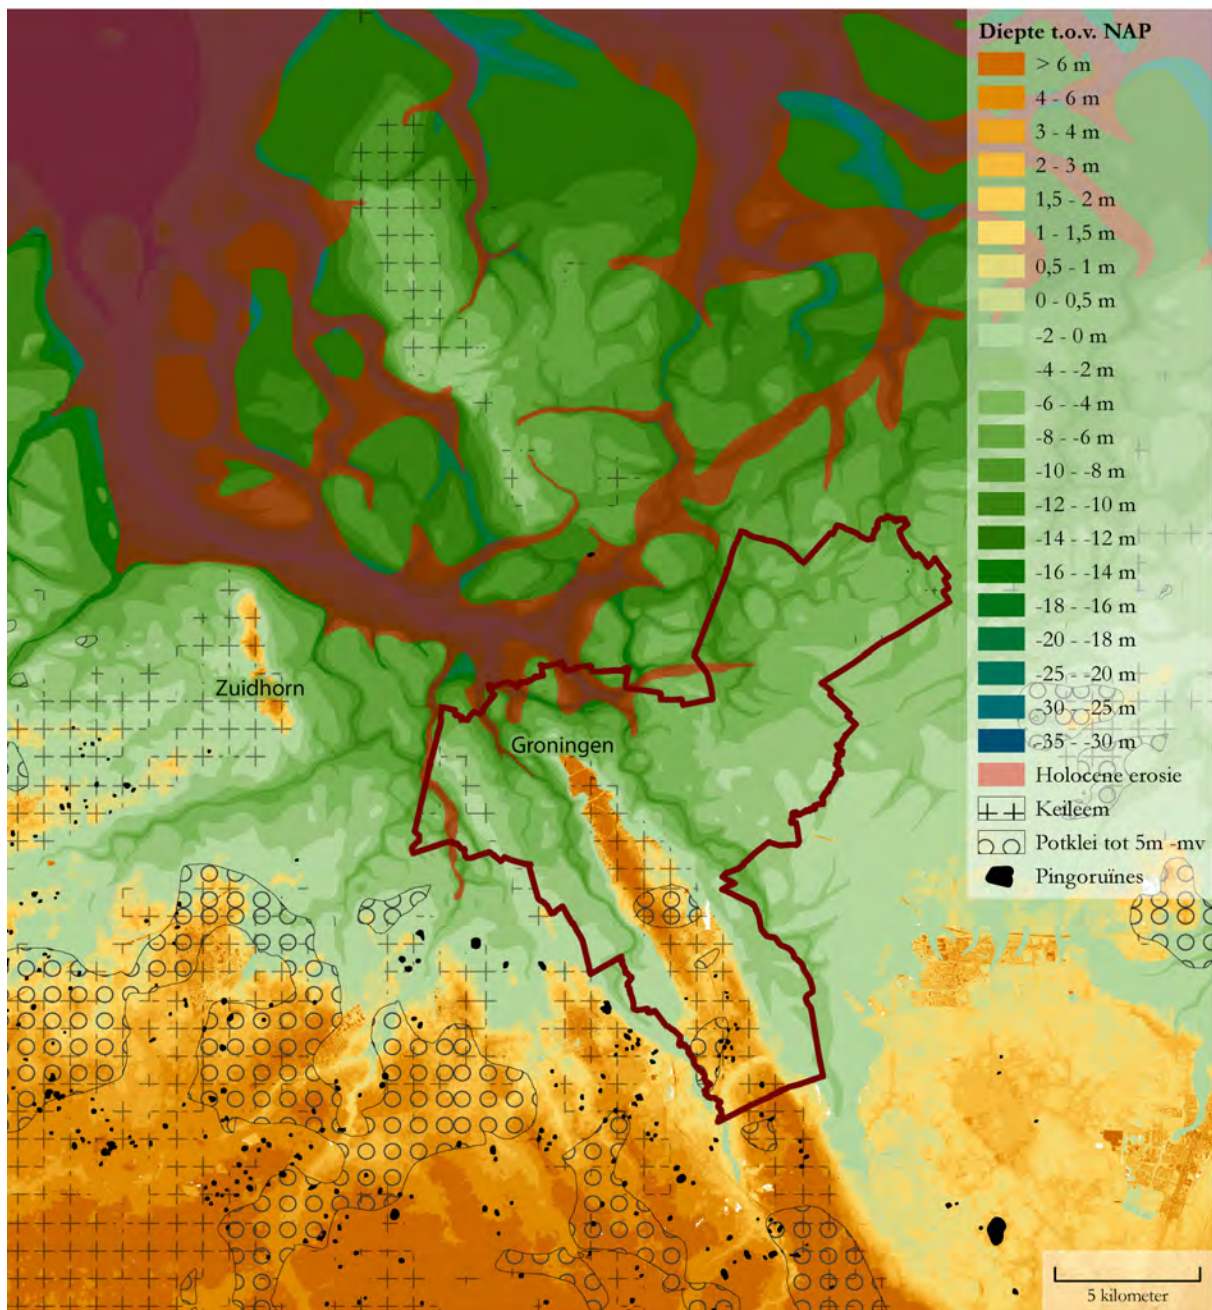 Diepte t.o.v. NAP
> 6 m
4 - 6 m
3 - 4 m
2 - 3 m
1,5 - 2 m
1 - 1,5 m
0,5 - 1 m
0 - 0,5 m
-2 - 0 m
-4 - -2 m
-6 - -4 m
-8 - -6 m
-10 - -8 m
-12 - -10 m
-14 - -12 m
-16 - -14 m
-18 - -16 m
-20 - -18 m
-25 - -20 m
-30 - -25 m
-35 - -30 m
Holocene erosie
Keileem
Potklei tot 5m -mv
Pingoruïnes
Zuidhorn
Groningen
5 kilometer